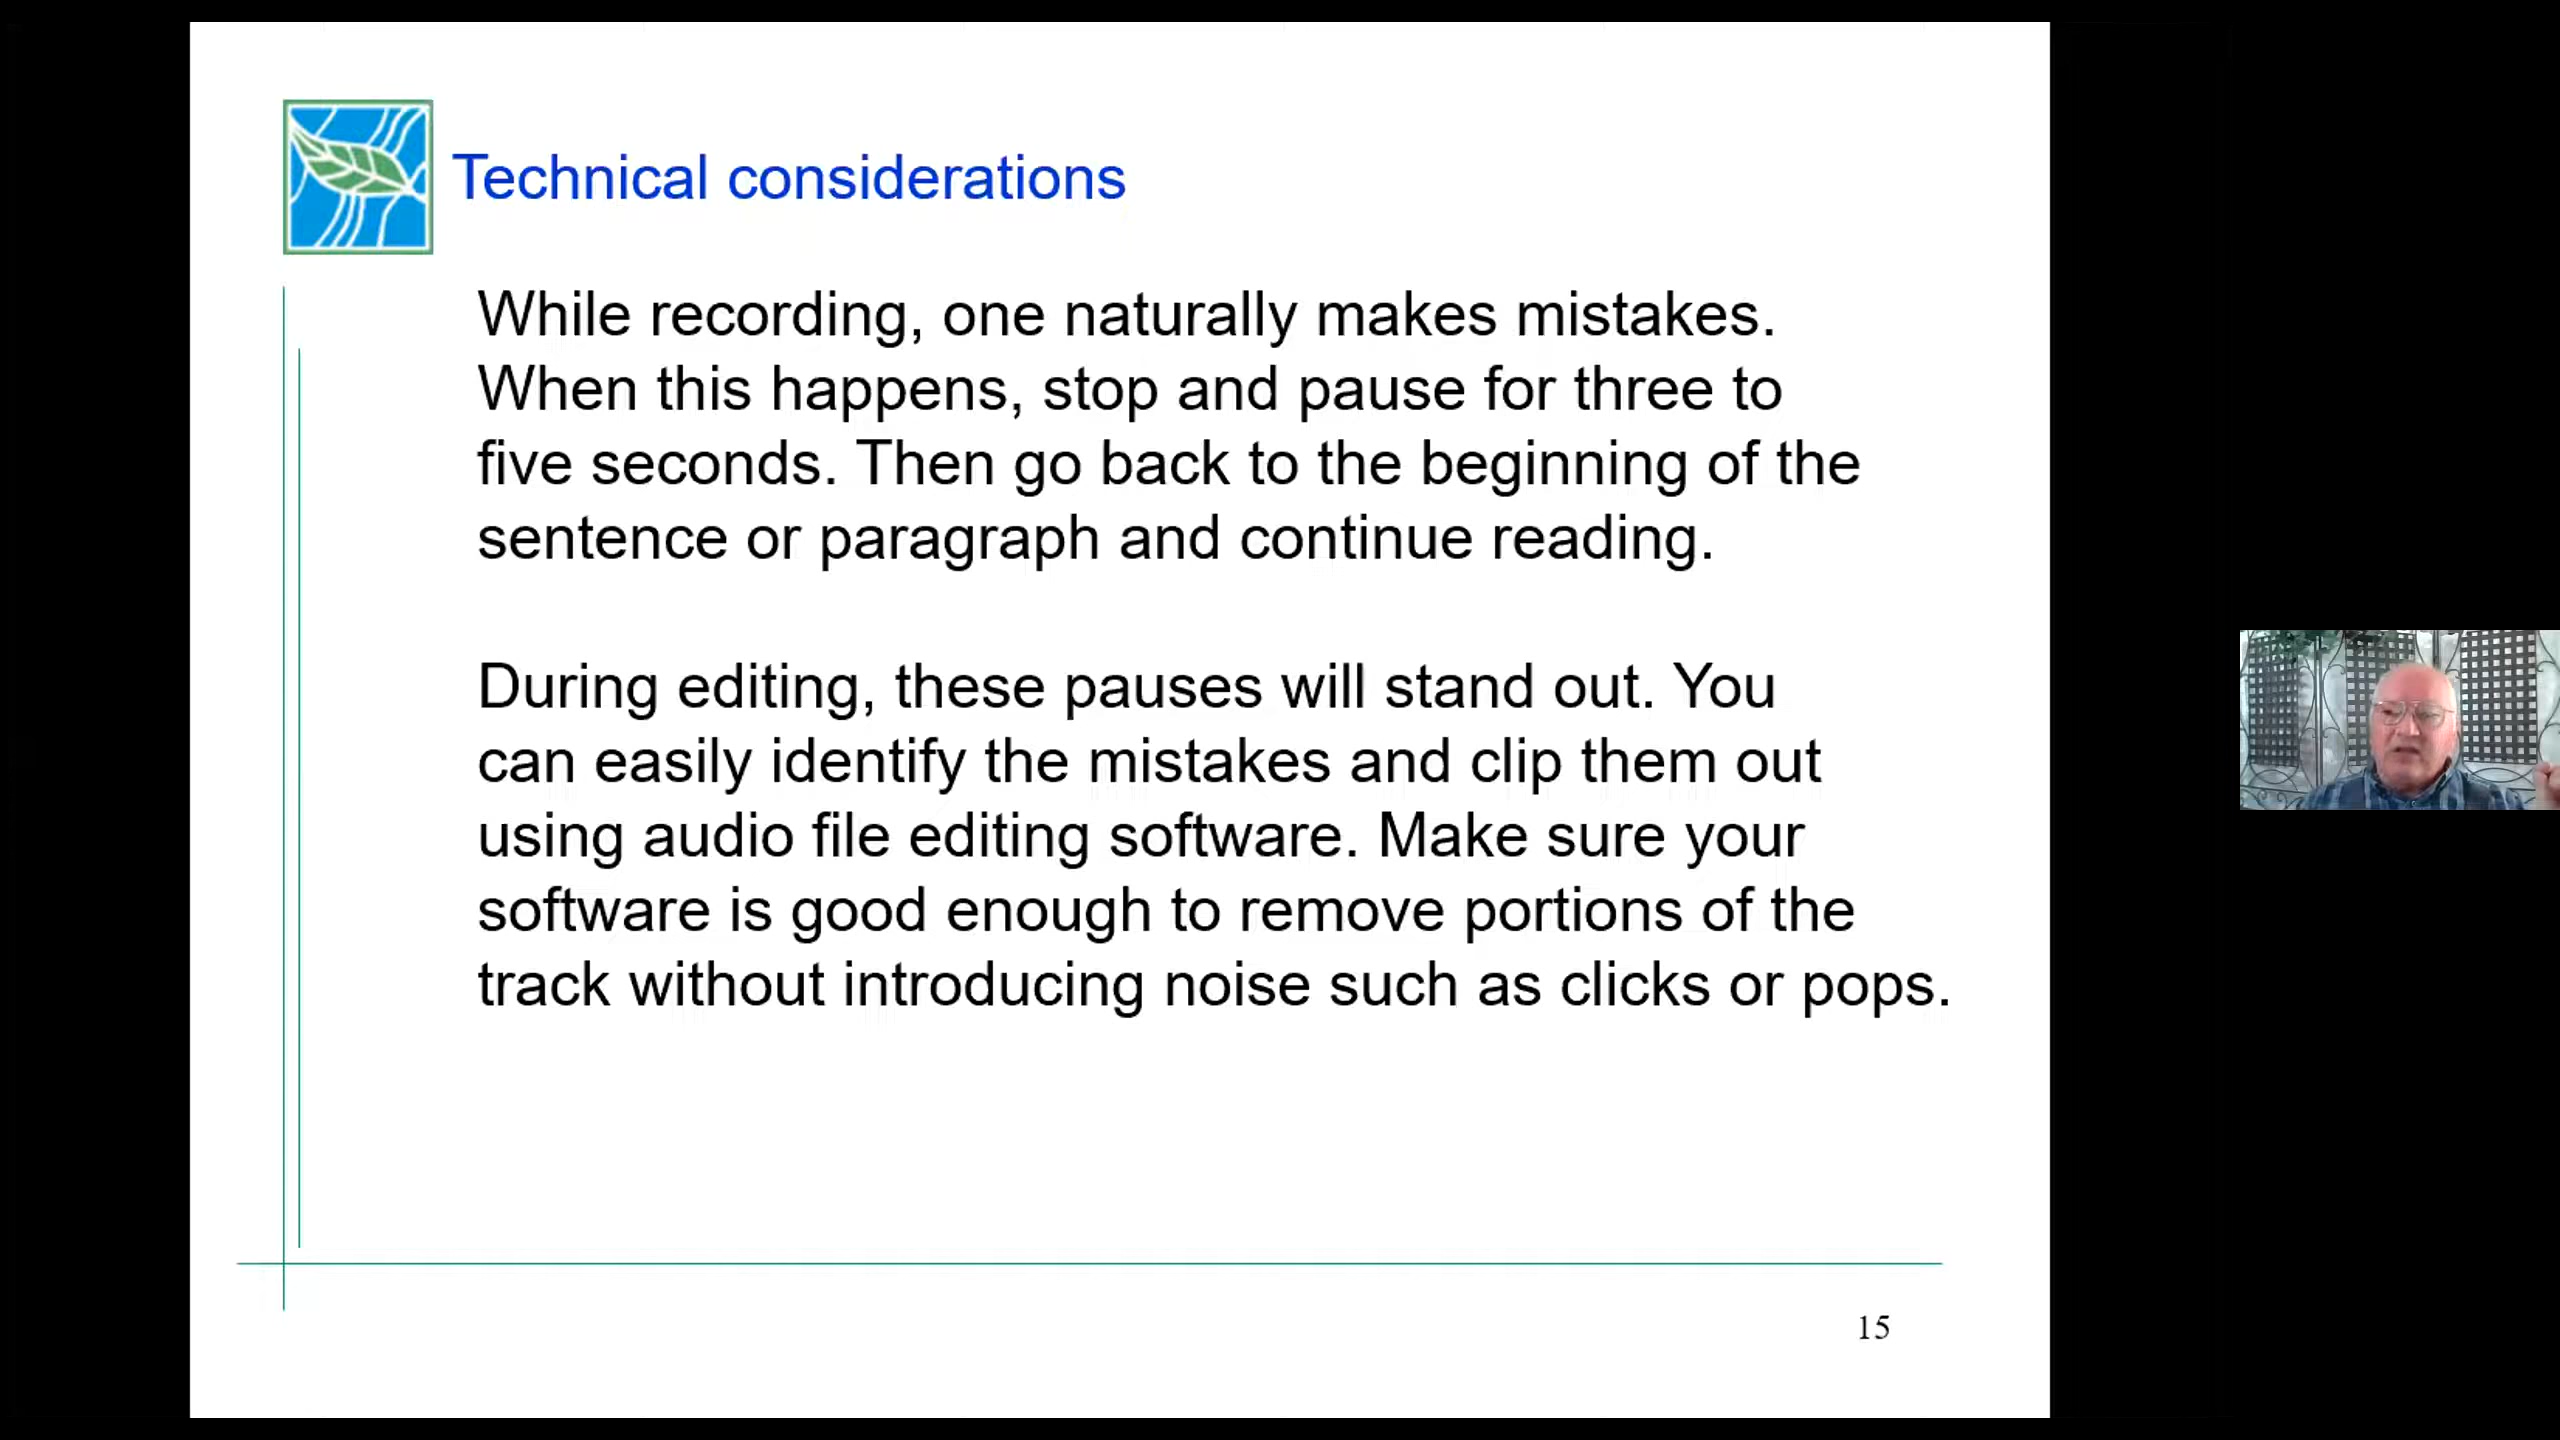 Technical considerations
While recording, one naturally makes mistakes.
When this happens, stop and pause for three to
five seconds. Then go back to the beginning of the
sentence or paragraph and continue reading.
During editing, these pauses will stand out. You
can easily identify the mistakes and clip them out
using audio file editing software. Make sure your
software is good enough to remove portions of the
track without introducing noise such as clicks or pops.
15